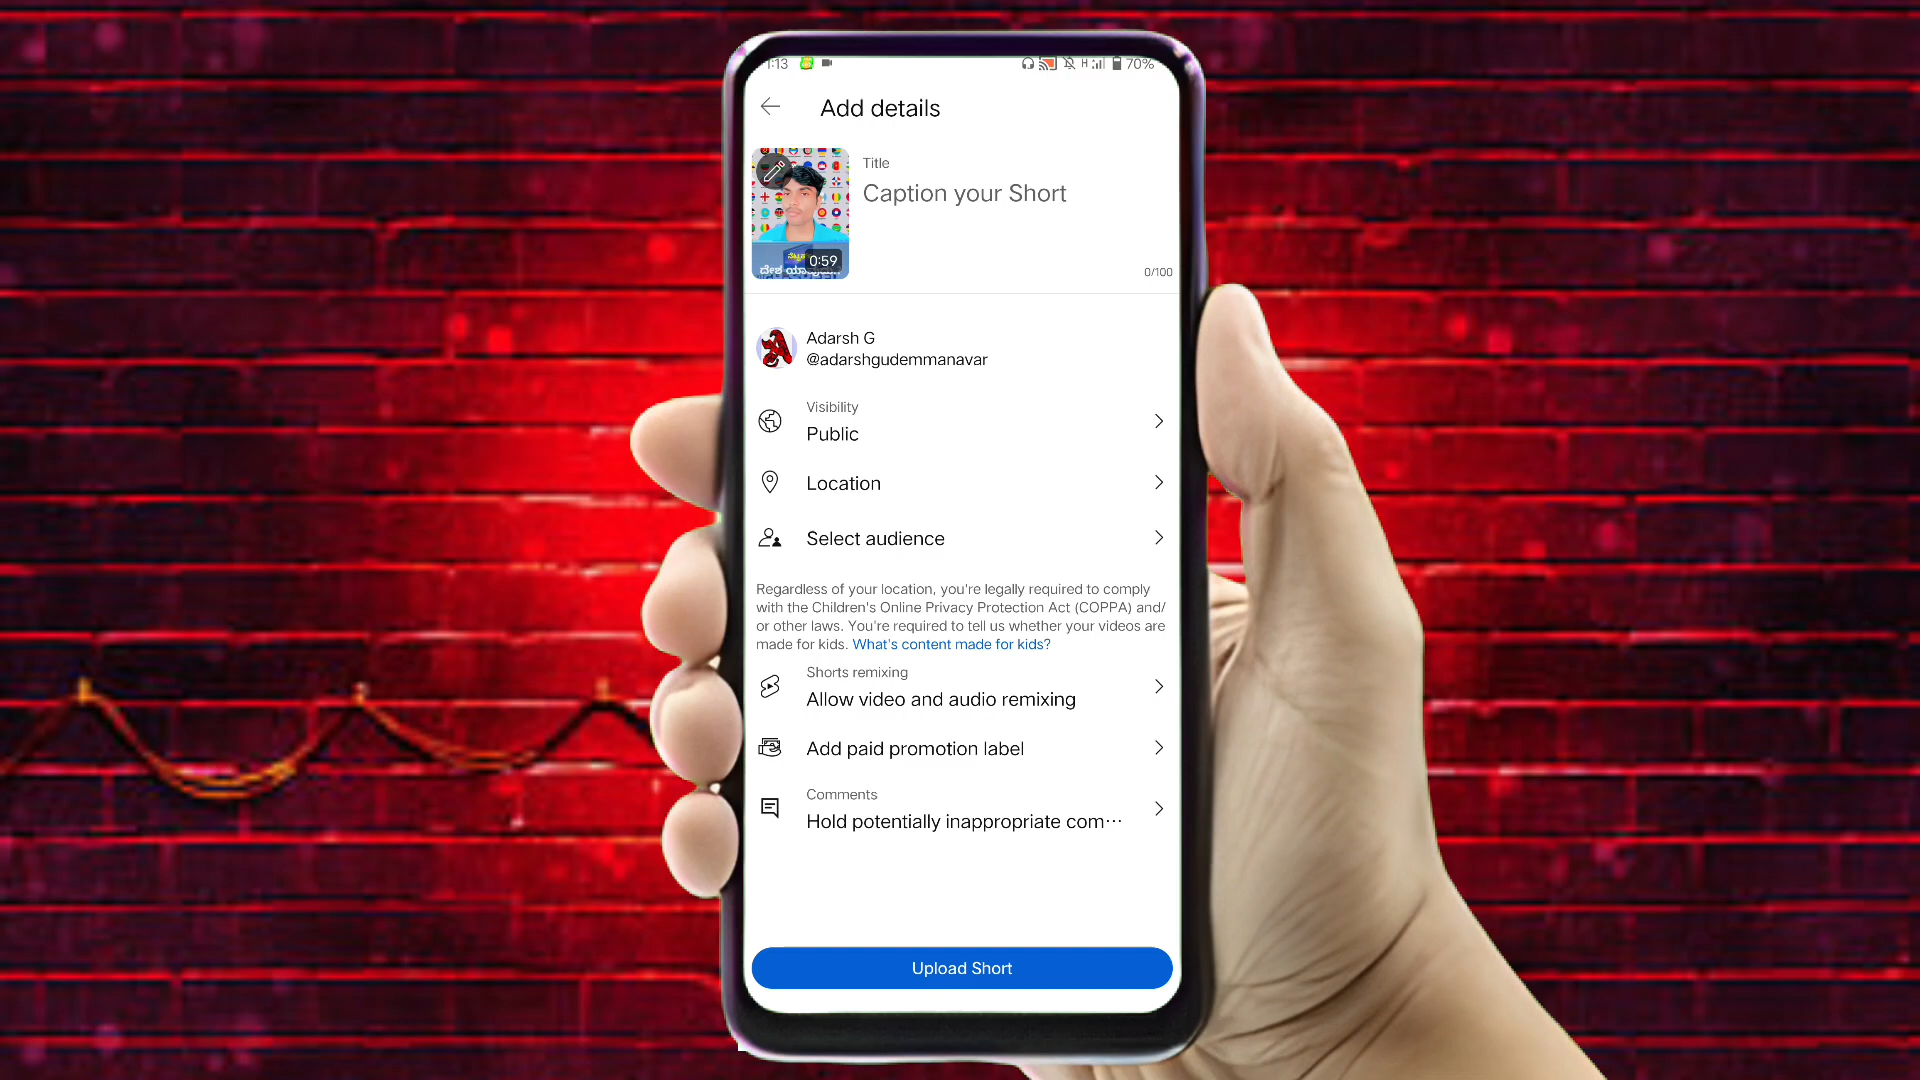 1:13
H
70%
Add details
Title
Caption your Short
0:59
ದೇಶ
0/100
Adarsh G
@adarshgudemmanavar
Visibility
Public
Location
Select audience
Regardless of your location, you're legally required to comply
with the Children's Online Privacy Protection Act (COPPA) and/
or other laws. You're required to tell us whether your videos are
made for kids. What's content made for kids?
Shorts remixing
Allow video and audio remixing
Add paid promotion label
Comments
Hold potentially inappropriate com···
Upload Short